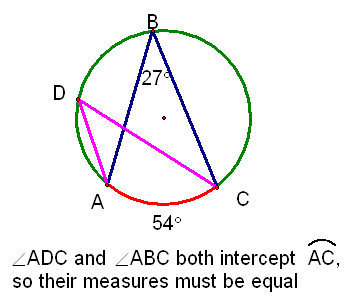 B
27°
D
A
C
54°
∠ADC and ∠ABC both intercept AC,
so their measures must be equal